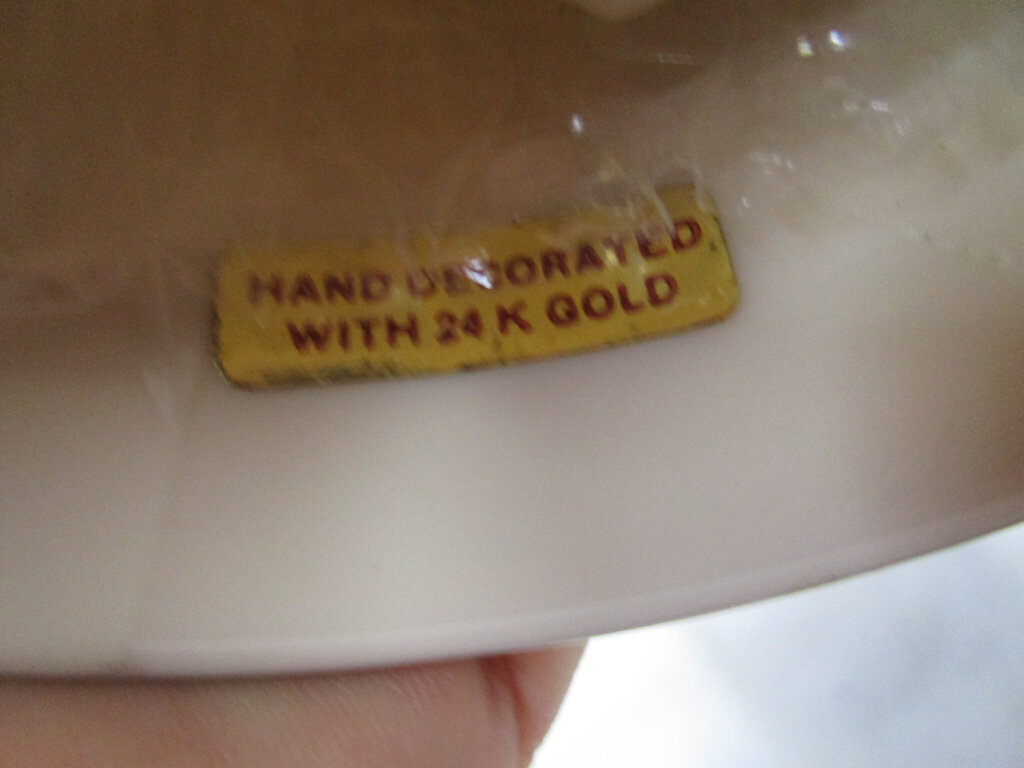 HAND DECORATED
WITH 24 K GOLD